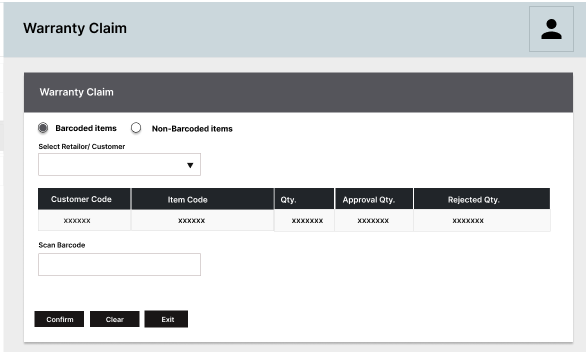 Warranty Claim
Warranty Claim
Barcoded items Non-Barcoded items
Select Retailor/ Customer
Customer Code Item Code Qty. Approval Qty. Rejected Qty.
xxxxxx xxxxxx xxxxxxx xxxxxxx xxxxxxx
Scan Barcode
Confirm Clear Exit